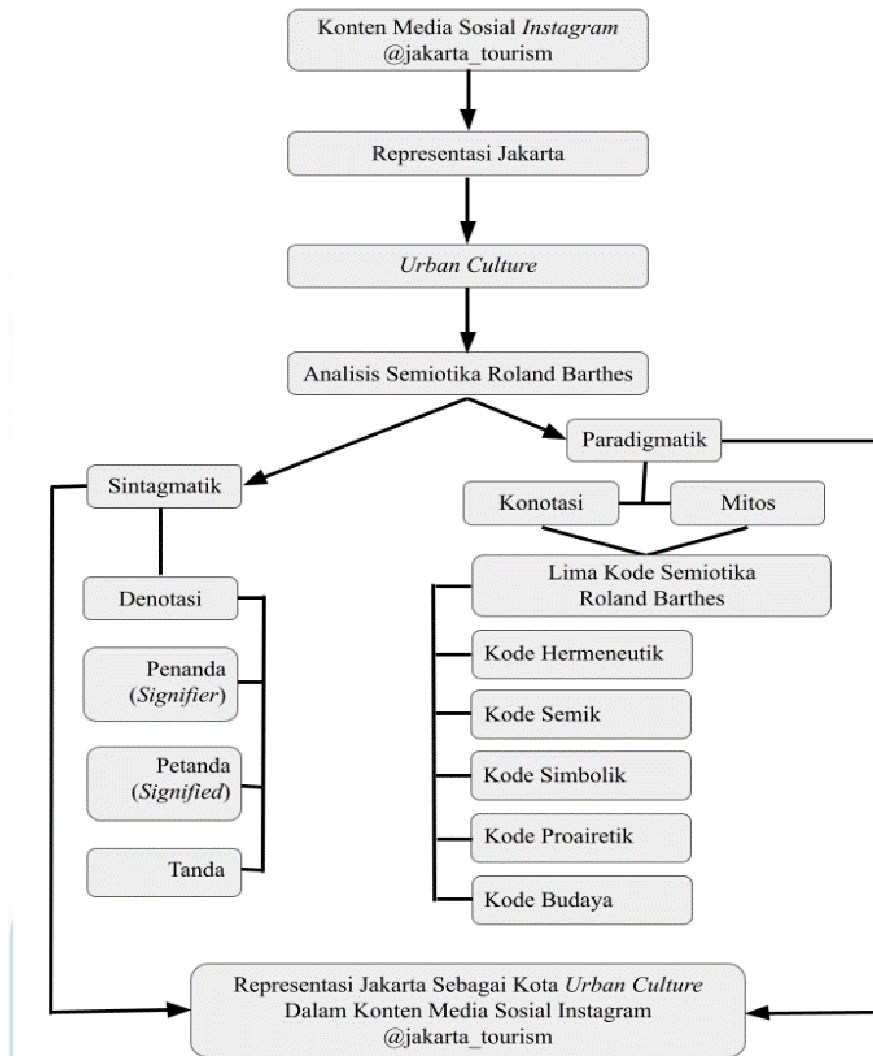 Konten Media Sosial Instagram
@jakarta_tourism
Representasi Jakarta
Urban Culture
Analisis Semiotika Roland Barthes
Paradigmatik
Sintagmatik
Konotasi
Mitos
Denotasi
Lima Kode Semiotika
Roland Barthes
Penanda
(Signifier)
Kode Hermeneutik
Kode Semik
Petanda
(Signified)
Kode Simbolik
Kode Proairetik
Tanda
Kode Budaya
Representasi Jakarta Sebagai Kota Urban Culture
Dalam Konten Media Sosial Instagram
@jakarta_tourism